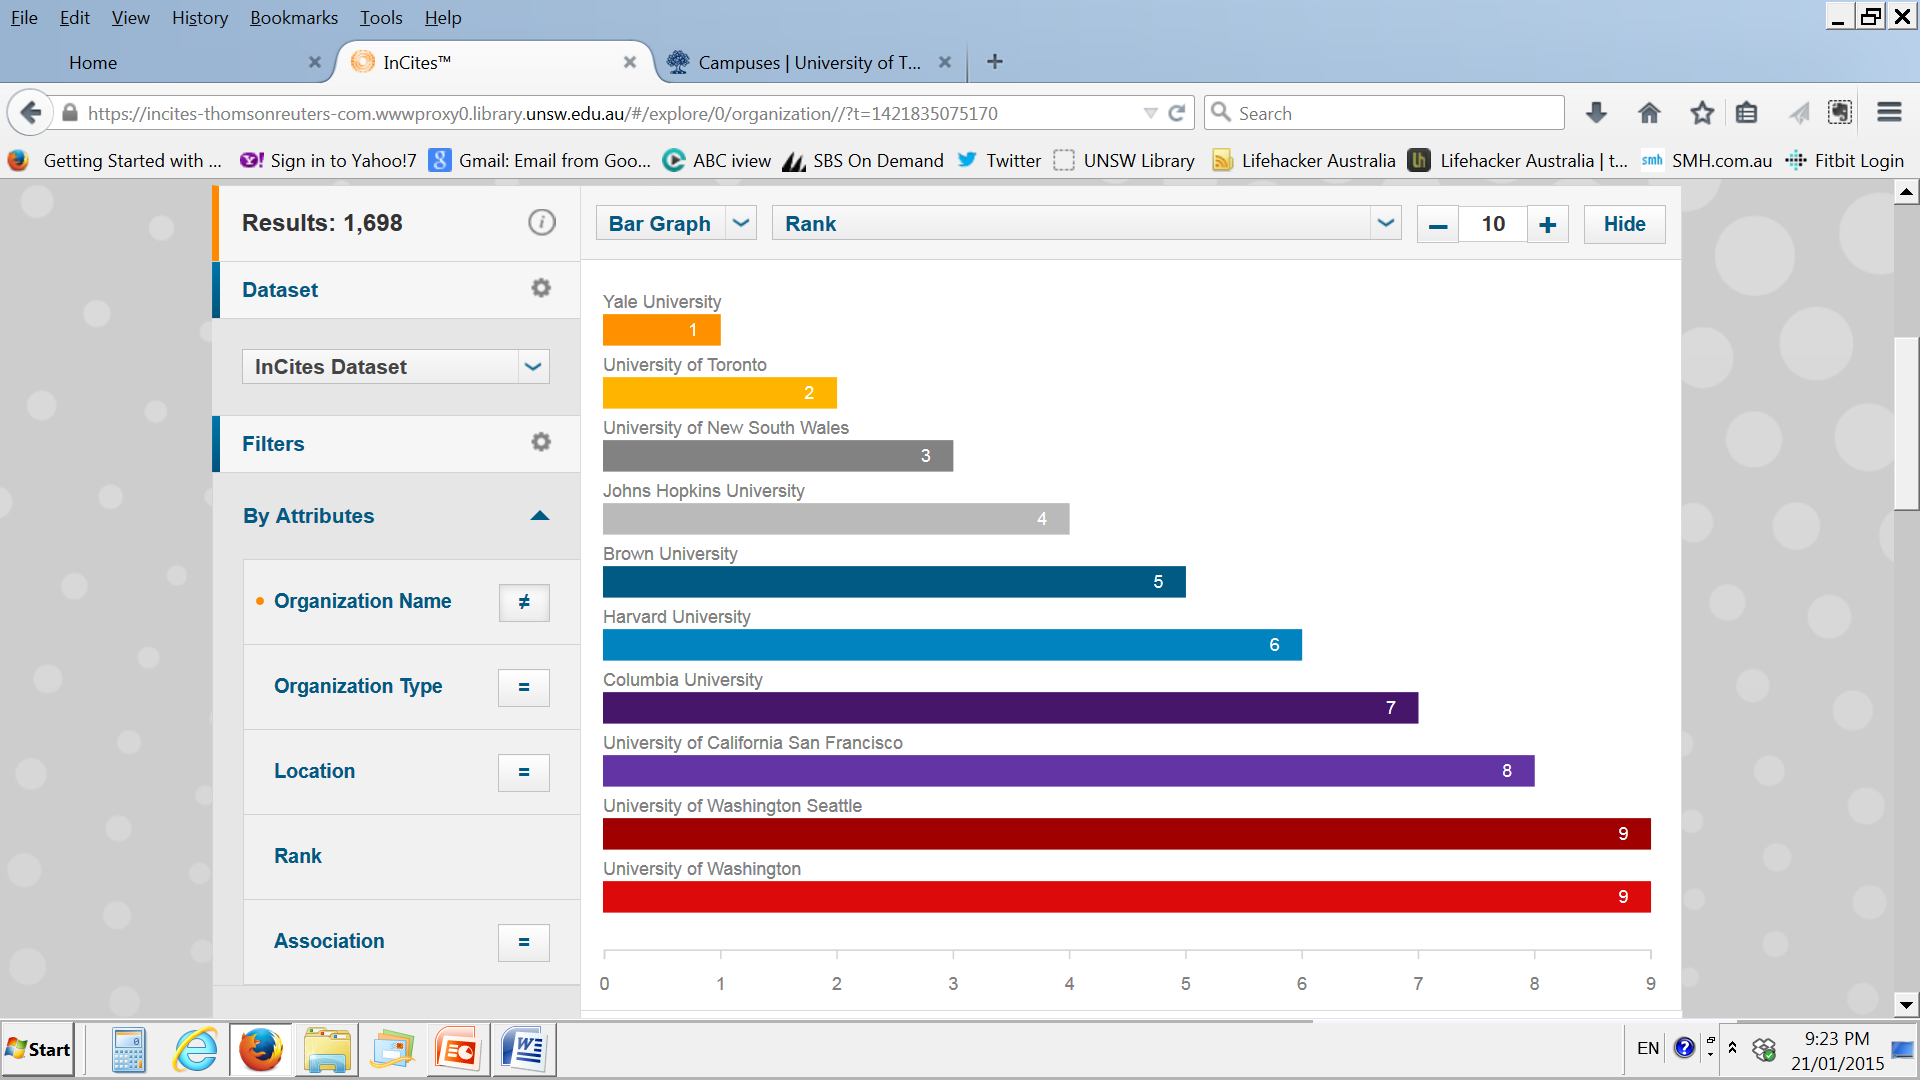 File Edit View History Bookmarks Tools Help
Home
InCites™
Campuses | University of T...
https://incites-thomsonreuters-com.wwwproxy0.library.unsw.edu.au/#/explore/0/organization//?t=1421835075170
Search
Getting Started with ... Sign in to Yahoo!7 Gmail: Email from Goo... ABC iview SBS On Demand Twitter UNSW Library Lifehacker Australia Lifehacker Australia | t... smh SMH.com.au Fitbit Login
Results: 1,698
Bar Graph Rank 10 Hide
Dataset
InCites Dataset
Filters
By Attributes
Organization Name ≠
Organization Type =
Location =
Rank
Association =
Yale University
1
University of Toronto
2
University of New South Wales
3
Johns Hopkins University
4
Brown University
5
Harvard University
6
Columbia University
7
University of California San Francisco
8
University of Washington Seattle
9
University of Washington
9
0 1 2 3 4 5 6 7 8 9
Start
EN
9:23 PM
21/01/2015